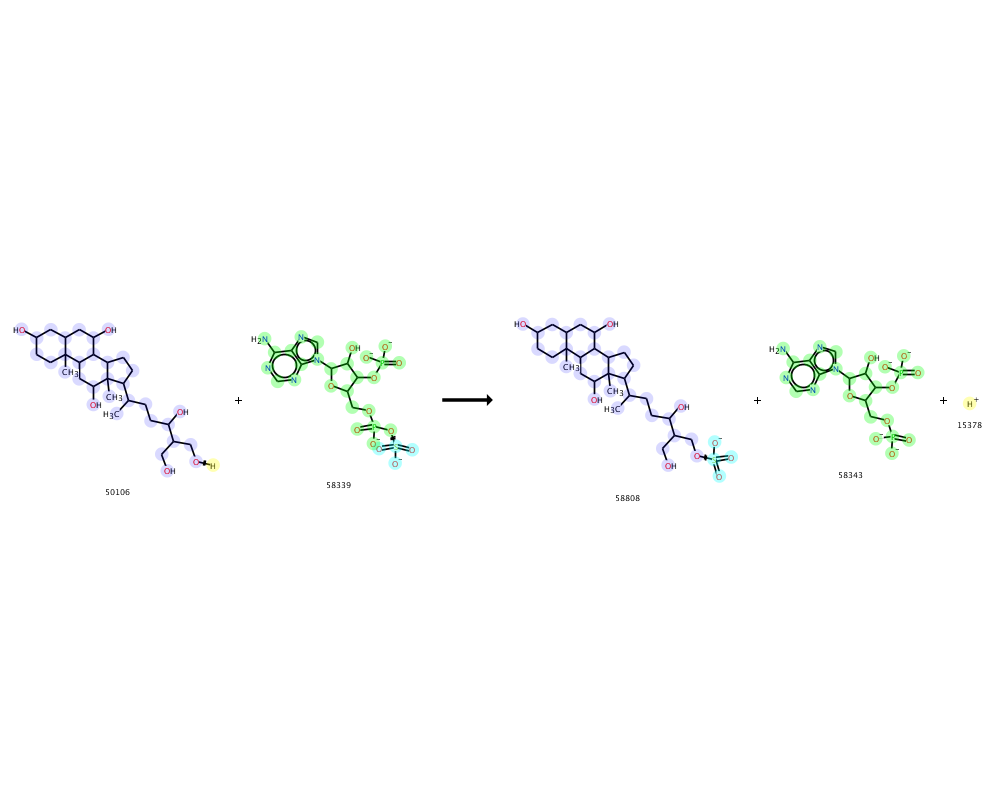 HO
OH
CH3
OH
CH3
H3C
OH
OH
O
H
50106
+
H2N
N
N
N
N
N
O
OH
O
O-
P
O
O-
O
P
O
O-
O
S
O
O
O-
58339
HO
OH
CH3
OH
CH3
H3C
OH
OH
O
S
O-
O
O
58808
+
H2N
N
N
N
N
N
O
OH
O
O-
P
O
O-
O
P
O-
O
O-
58343
+
H+
15378